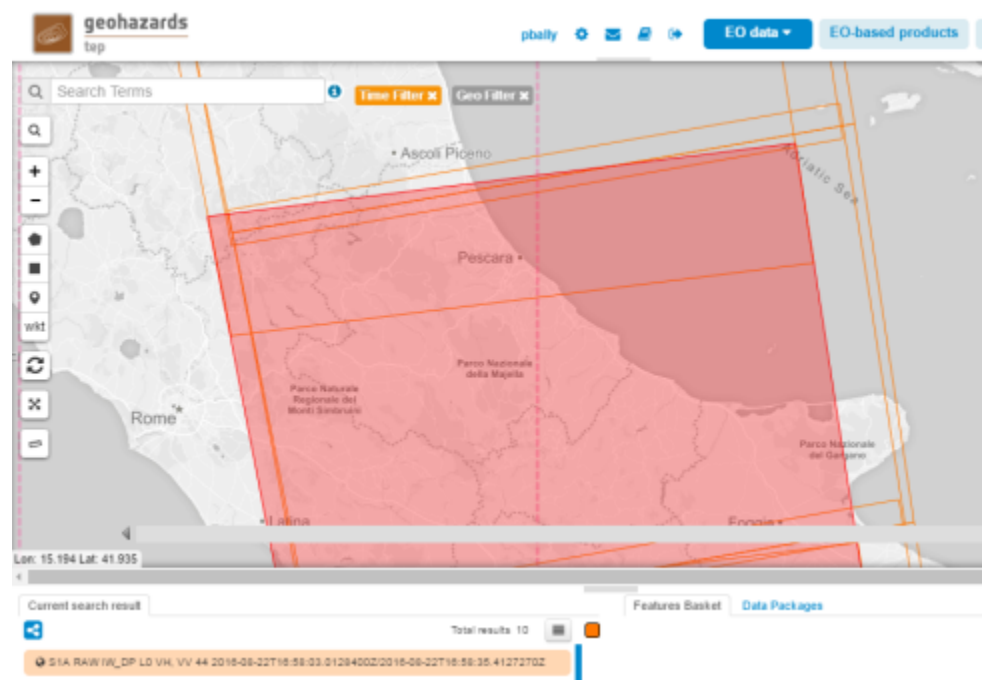 geohazards
tep
pbally
EO data
EO-based products
Search Terms
Time Filter ×
Geo Filter ×
Ascoli Piceno
Adriatic Sea
Pescara
wkt
Parco Nazionale
della Majella
Parco Naturale
Regionale dei
Monti Simbruini
Rome
Parco Nazionale
del Gargano
Latina
Foggia
Lon: 15.194 Lat: 41.935
Current search result
Features Basket
Data Packages
Total results 10
S1A RAW IW_DP L0 VH, VV 44 2016-08-22T16:58:03.0128400Z/2016-08-22T16:58:35.4127270Z